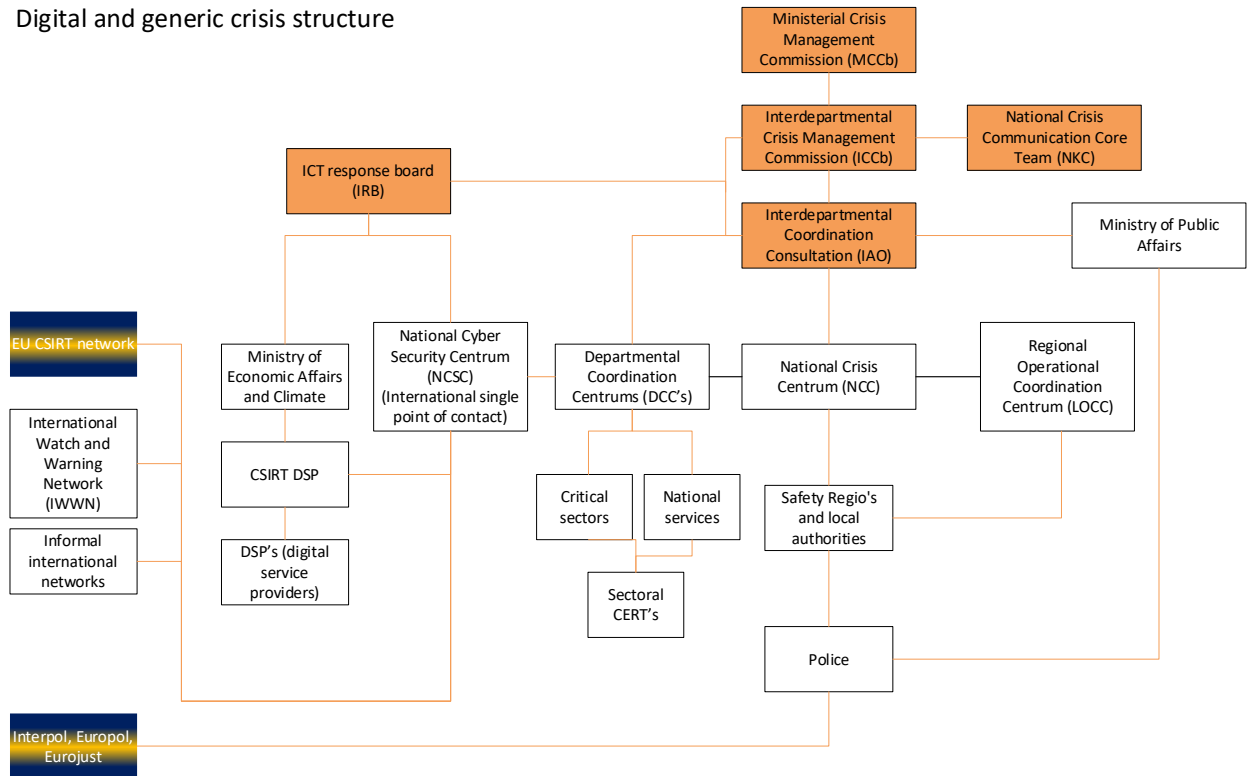 Digital and generic crisis structure
Ministerial Crisis
Management
Commission (MCCb)
Interdepartmental
Crisis Management
Commission (ICCb)
National Crisis
Communication Core
Team (NKC)
ICT response board
(IRB)
Interdepartmental
Coordination
Consultation (IAO)
Ministry of Public
Affairs
EU CSIRT network
Ministry of
Economic Affairs
and Climate
National Cyber
Security Centrum
(NCSC)
(International single
point of contact)
Departmental
Coordination
Centrums (DCC's)
National Crisis
Centrum (NCC)
Regional
Operational
Coordination
Centrum (LOCC)
International
Watch and
Warning
Network
(IWWN)
CSIRT DSP
Critical
sectors
National
services
Safety Regio's
and local
authorities
Informal
international
networks
DSP's (digital
service
providers)
Sectoral
CERT's
Police
Interpol, Europol,
Eurojust